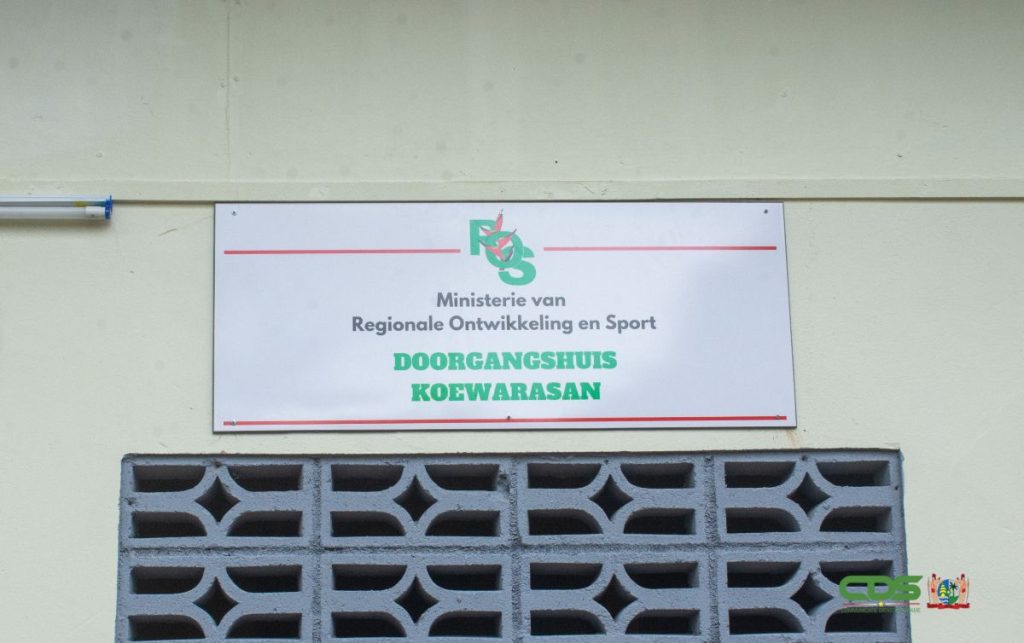 ROS
Ministerie van
Regionale Ontwikkeling en Sport
DOORGANGSHUIS
KOEWARASAN
CDS